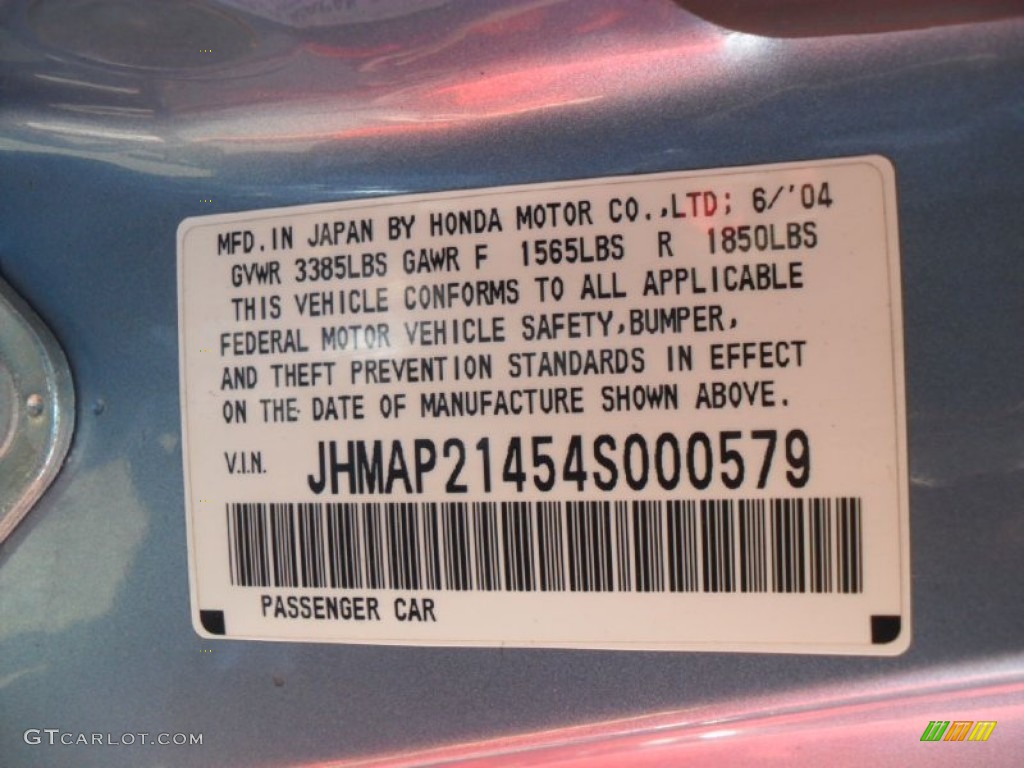 MFD. IN JAPAN BY HONDA MOTOR CO., LTD; 6/'04
GVWR 3385LBS GAWR F 1565LBS R 1850LBS
THIS VEHICLE CONFORMS TO ALL APPLICABLE
FEDERAL MOTOR VEHICLE SAFETY, BUMPER,
AND THEFT PREVENTION STANDARDS IN EFFECT
ON THE DATE OF MANUFACTURE SHOWN ABOVE.
V.I.N. JHMAP21454S000579
PASSENGER CAR
GTCARLOT.COM